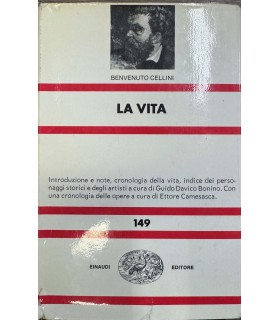 BENVENUTO CELLINI
LA VITA
Introduzione e note, cronologia della vita, indice dei perso-
naggi storici e degli artisti a cura di Guido Davico Bonino. Con
una cronologia delle opere a cura di Ettore Camesasca.
149
EINAUDI EDITORE